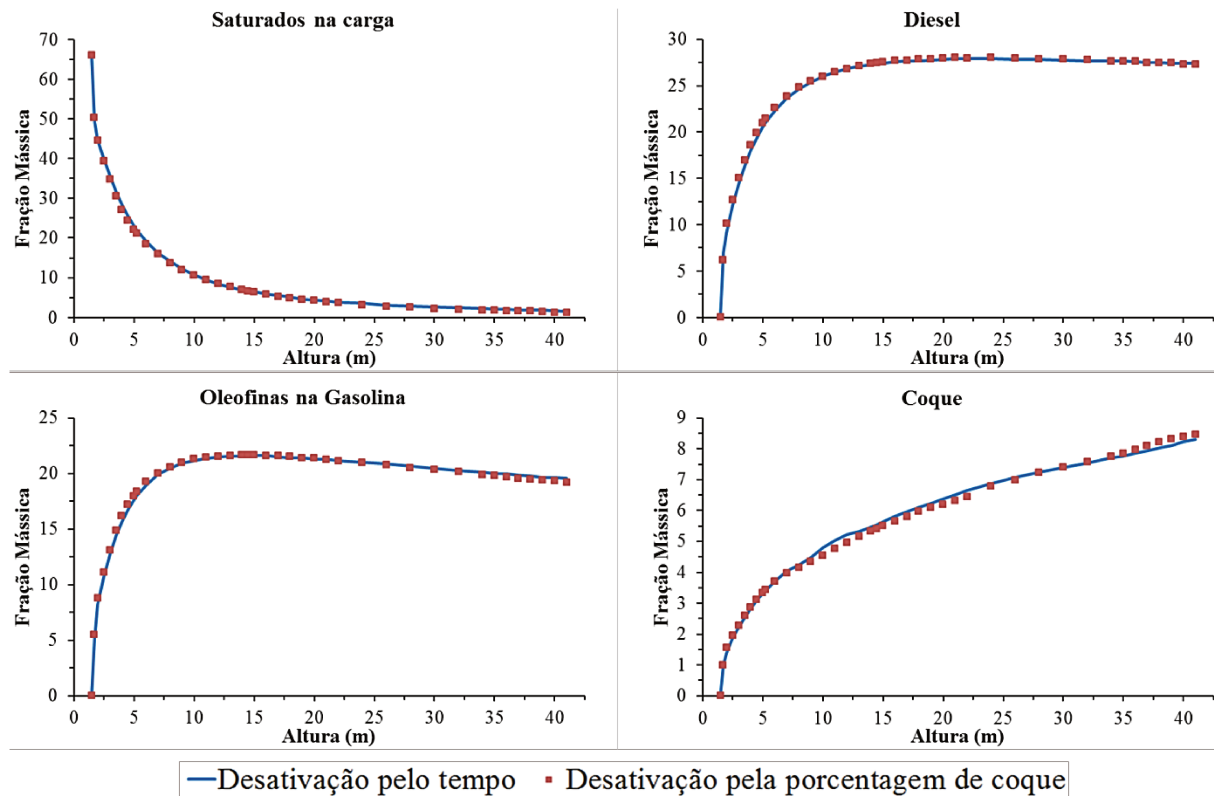 Saturados na carga
Fração Mássica
70
60
50
40
30
20
10
0
0 5 10 15 20 25 30 35 40
Altura (m)
Diesel
Fração Mássica
30
25
20
15
10
5
0
0 5 10 15 20 25 30 35 40
Altura (m)
Oleofinas na Gasolina
Fração Mássica
25
20
15
10
5
0
0 5 10 15 20 25 30 35 40
Altura (m)
Coque
Fração Mássica
9
8
7
6
5
4
3
2
1
0
0 5 10 15 20 25 30 35 40
Altura (m)
Desativação pelo tempo Desativação pela porcentagem de coque